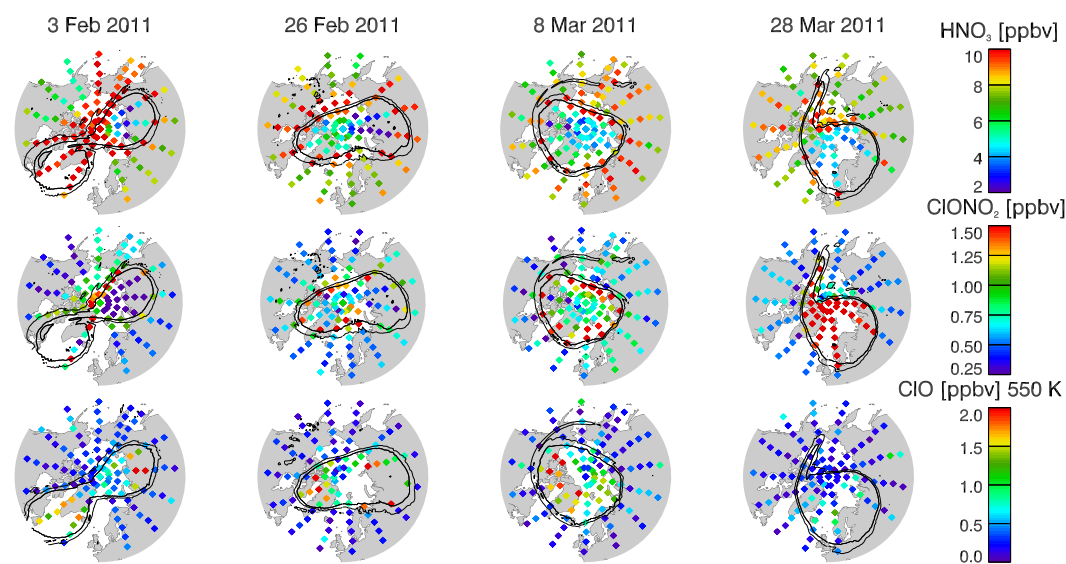 3 Feb 2011
26 Feb 2011
8 Mar 2011
28 Mar 2011
HNO₃ [ppbv]
10
8
6
4
2
ClONO₂ [ppbv]
1.50
1.25
1.00
0.75
0.50
0.25
ClO [ppbv] 550 K
2.0
1.5
1.0
0.5
0.0